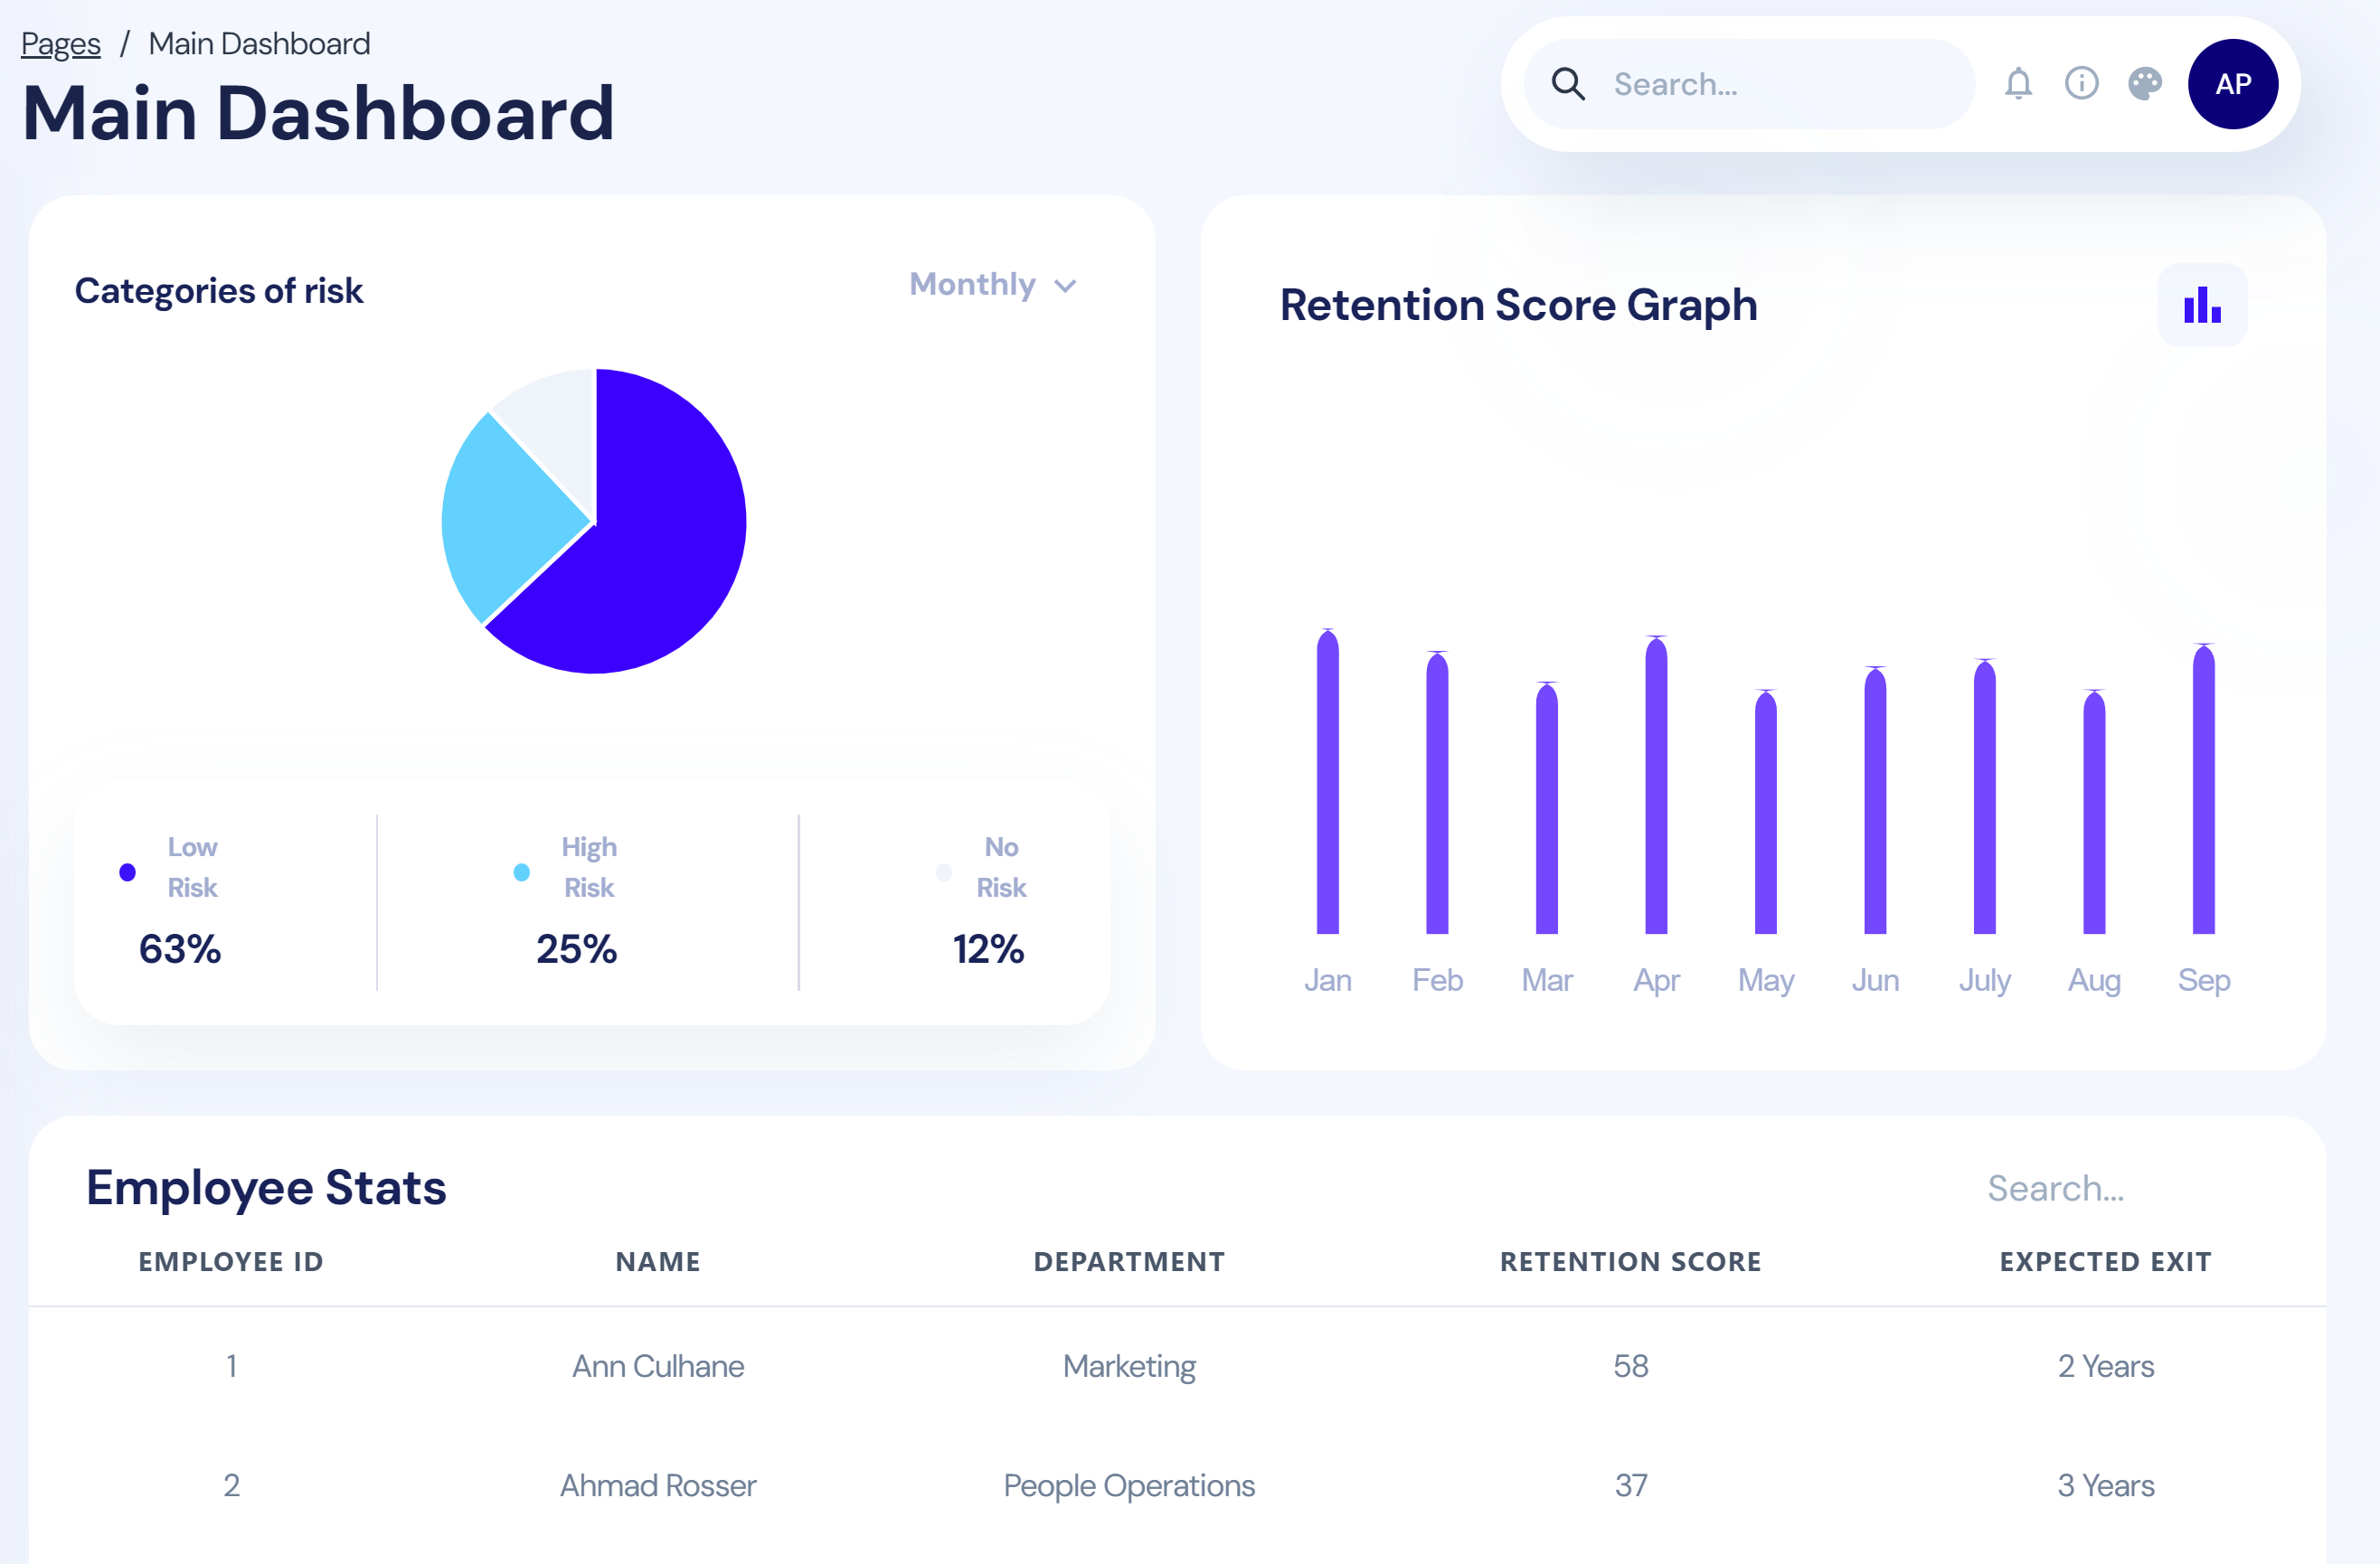 Pages / Main Dashboard
Main Dashboard
Search...
AP
Categories of risk
Monthly
Low
Risk
63%
High
Risk
25%
No
Risk
12%
Retention Score Graph
Jan Feb Mar Apr May Jun July Aug Sep
Employee Stats
Search...
EMPLOYEE ID NAME DEPARTMENT RETENTION SCORE EXPECTED EXIT
1 Ann Culhane Marketing 58 2 Years
2 Ahmad Rosser People Operations 37 3 Years